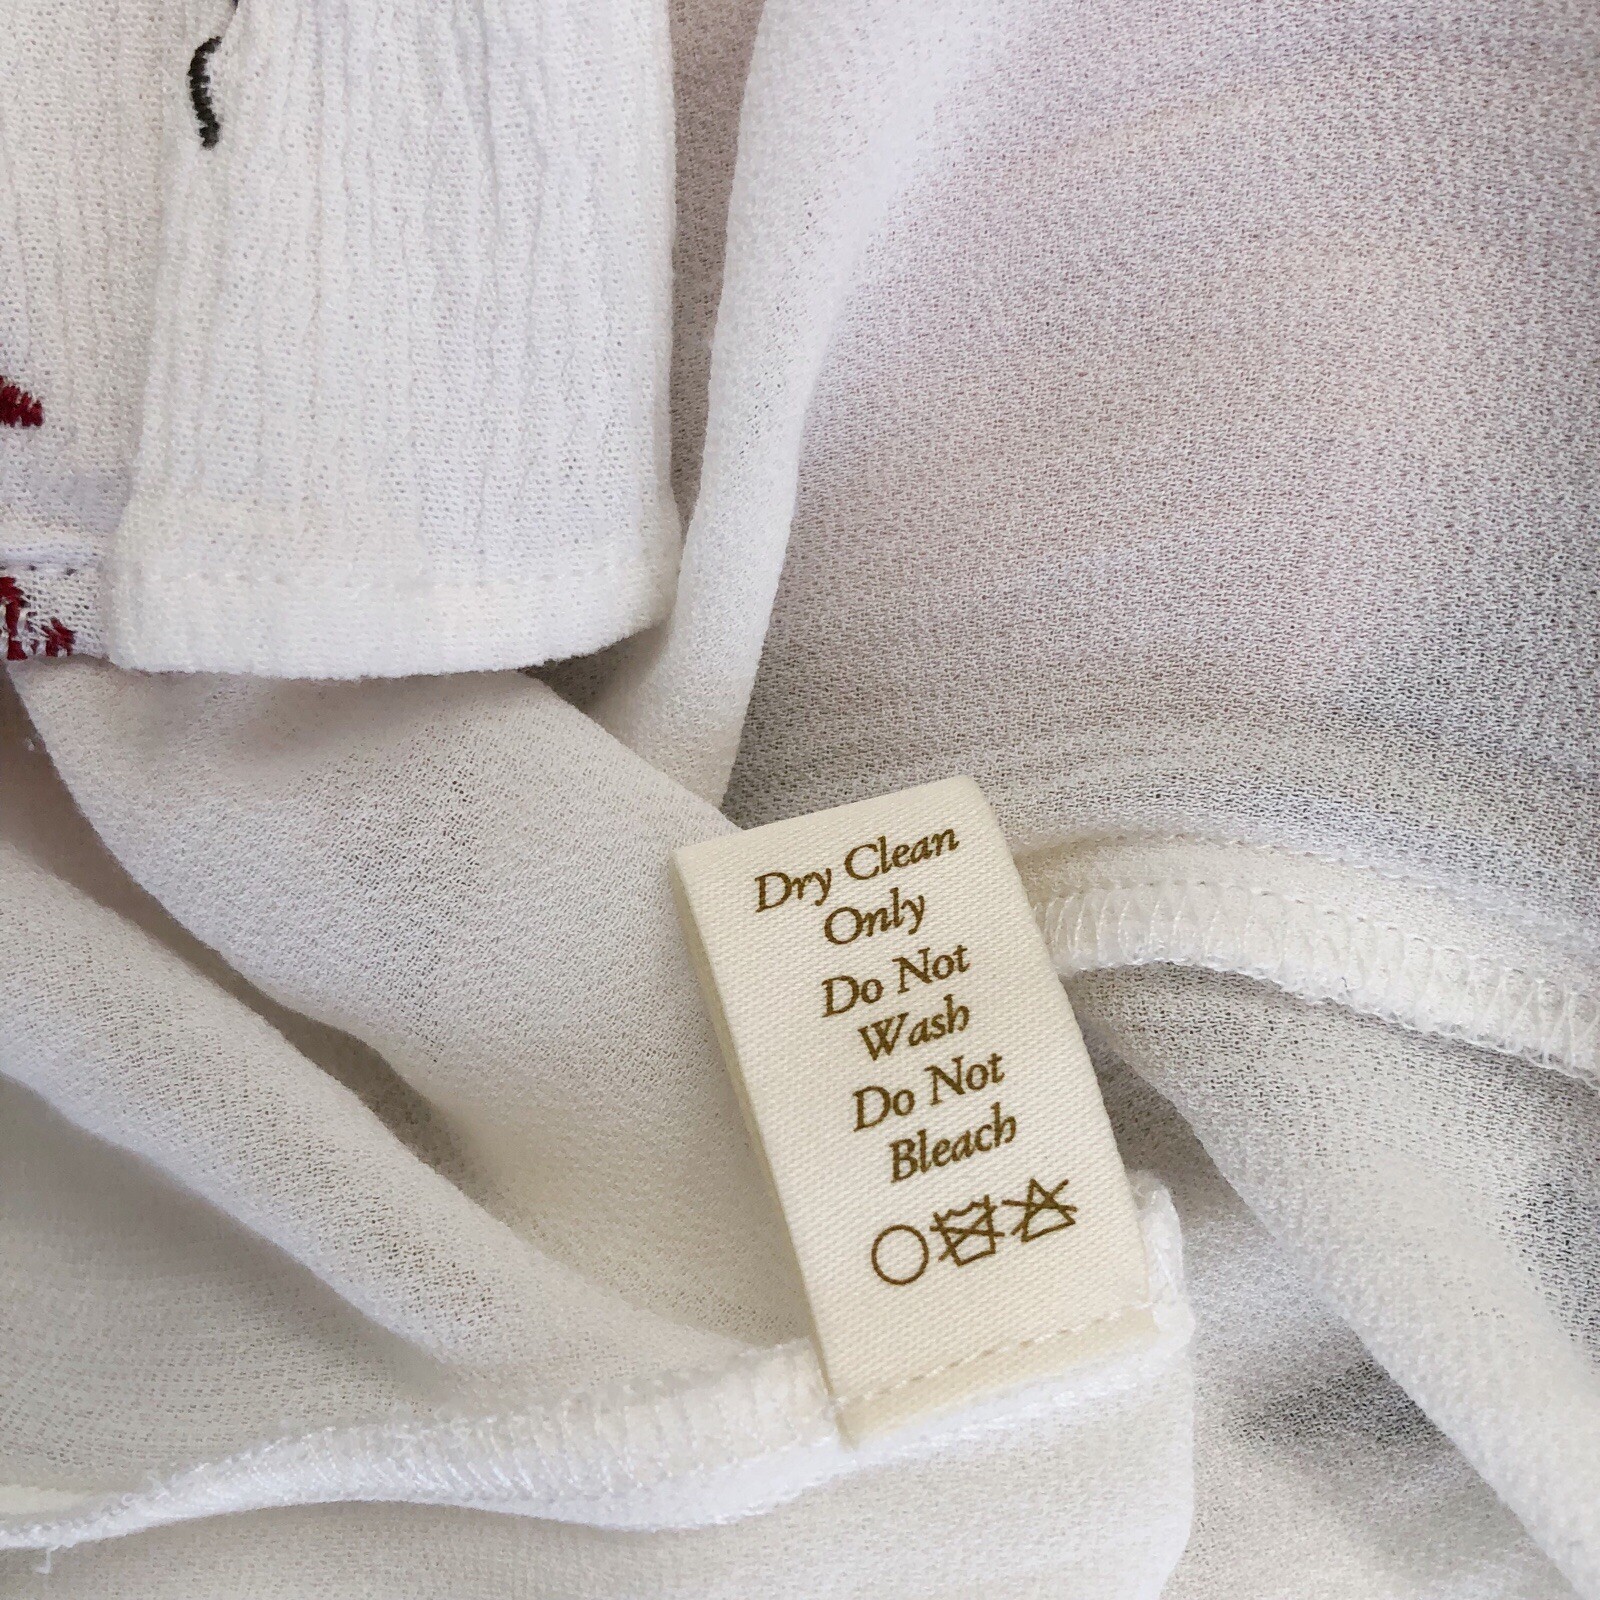 Dry Clean
Only
Do Not
Wash
Do Not
Bleach